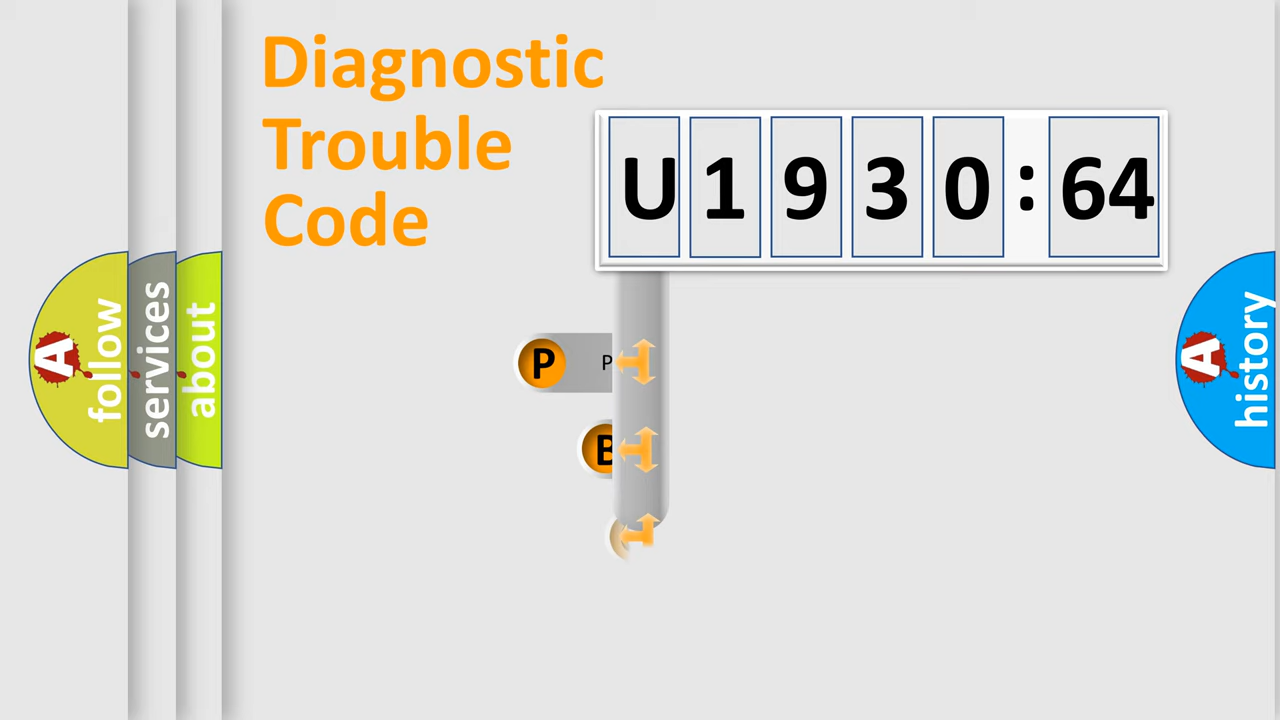 Diagnostic
Trouble
Code
U1930:64
P P
B
A follow
services
about
A history